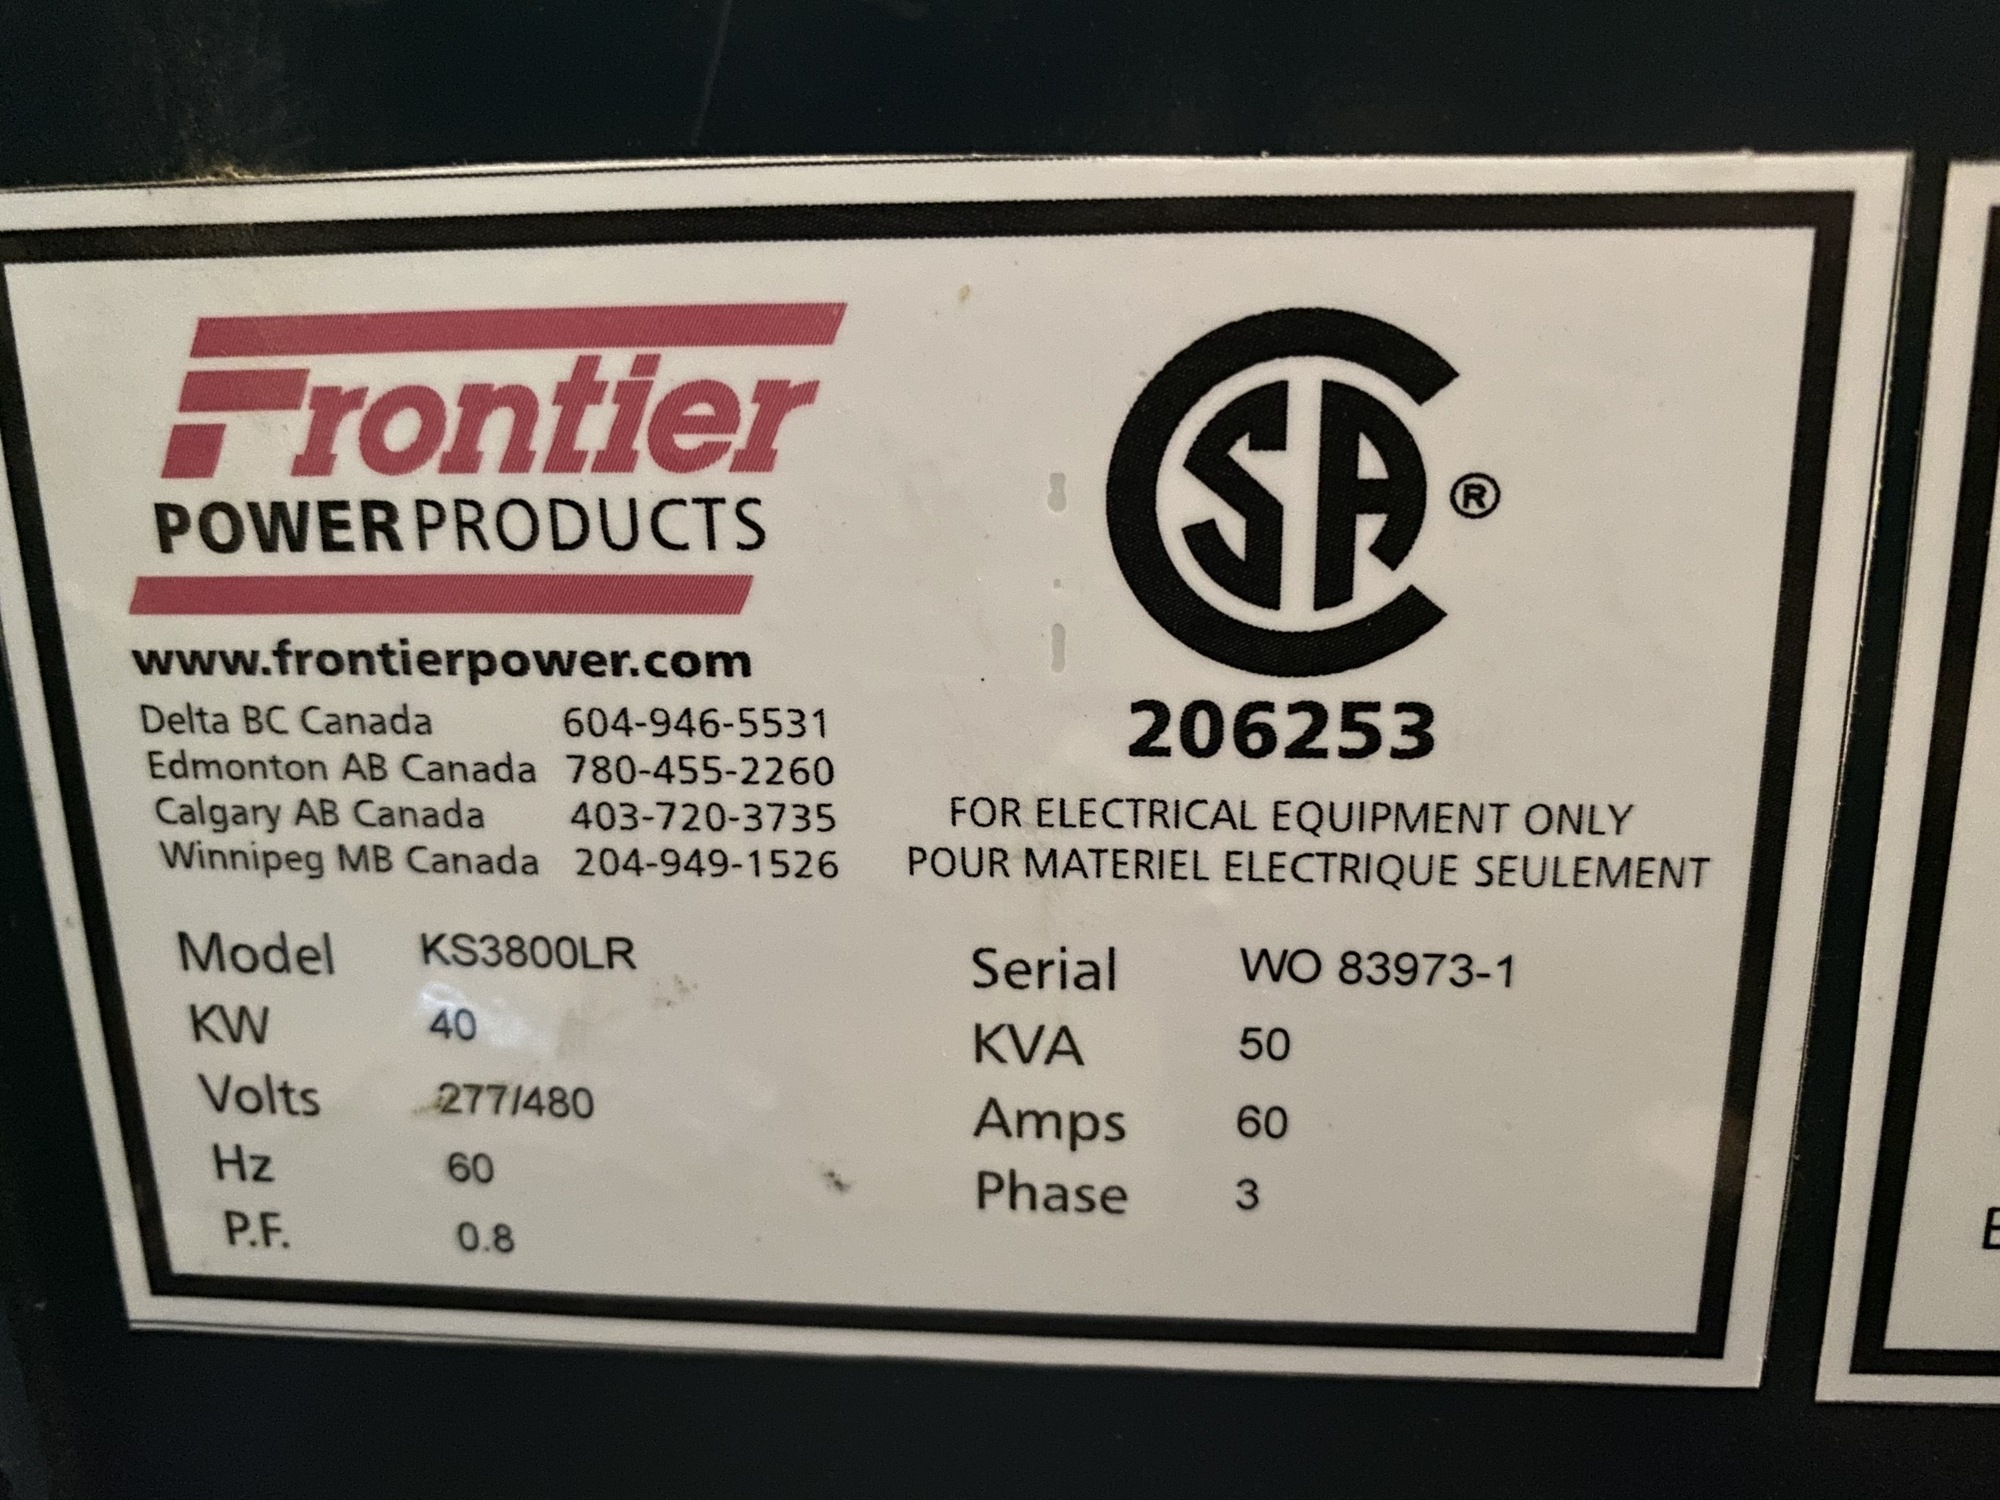 Frontier
POWERPRODUCTS
www.frontierpower.com
Delta BC Canada 604-946-5531
Edmonton AB Canada 780-455-2260
Calgary AB Canada 403-720-3735
Winnipeg MB Canada 204-949-1526
CSA ®
206253
FOR ELECTRICAL EQUIPMENT ONLY
POUR MATERIEL ELECTRIQUE SEULEMENT
Model KS3800LR
KW 40
Volts 277/480
Hz 60
P.F. 0.8
Serial WO 83973-1
KVA 50
Amps 60
Phase 3